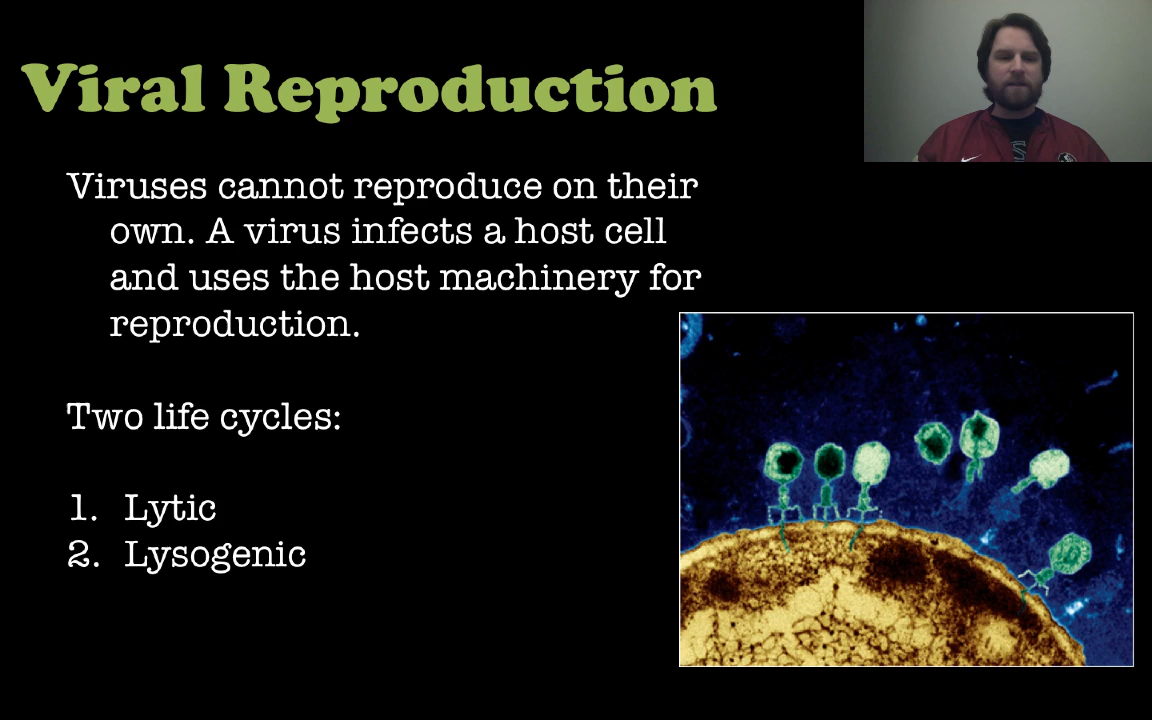 Viral Reproduction
Viruses cannot reproduce on their
own. A virus infects a host cell
and uses the host machinery for
reproduction.
Two life cycles:
1. Lytic
2. Lysogenic